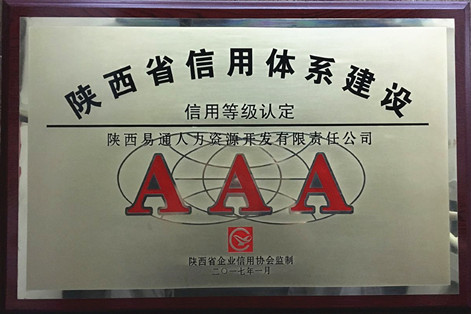 陕西省信用体系建设
信用等级认定
陕西易通人力资源开发有限责任公司
AAA
陕西省企业信用协会监制
二〇一七年一月